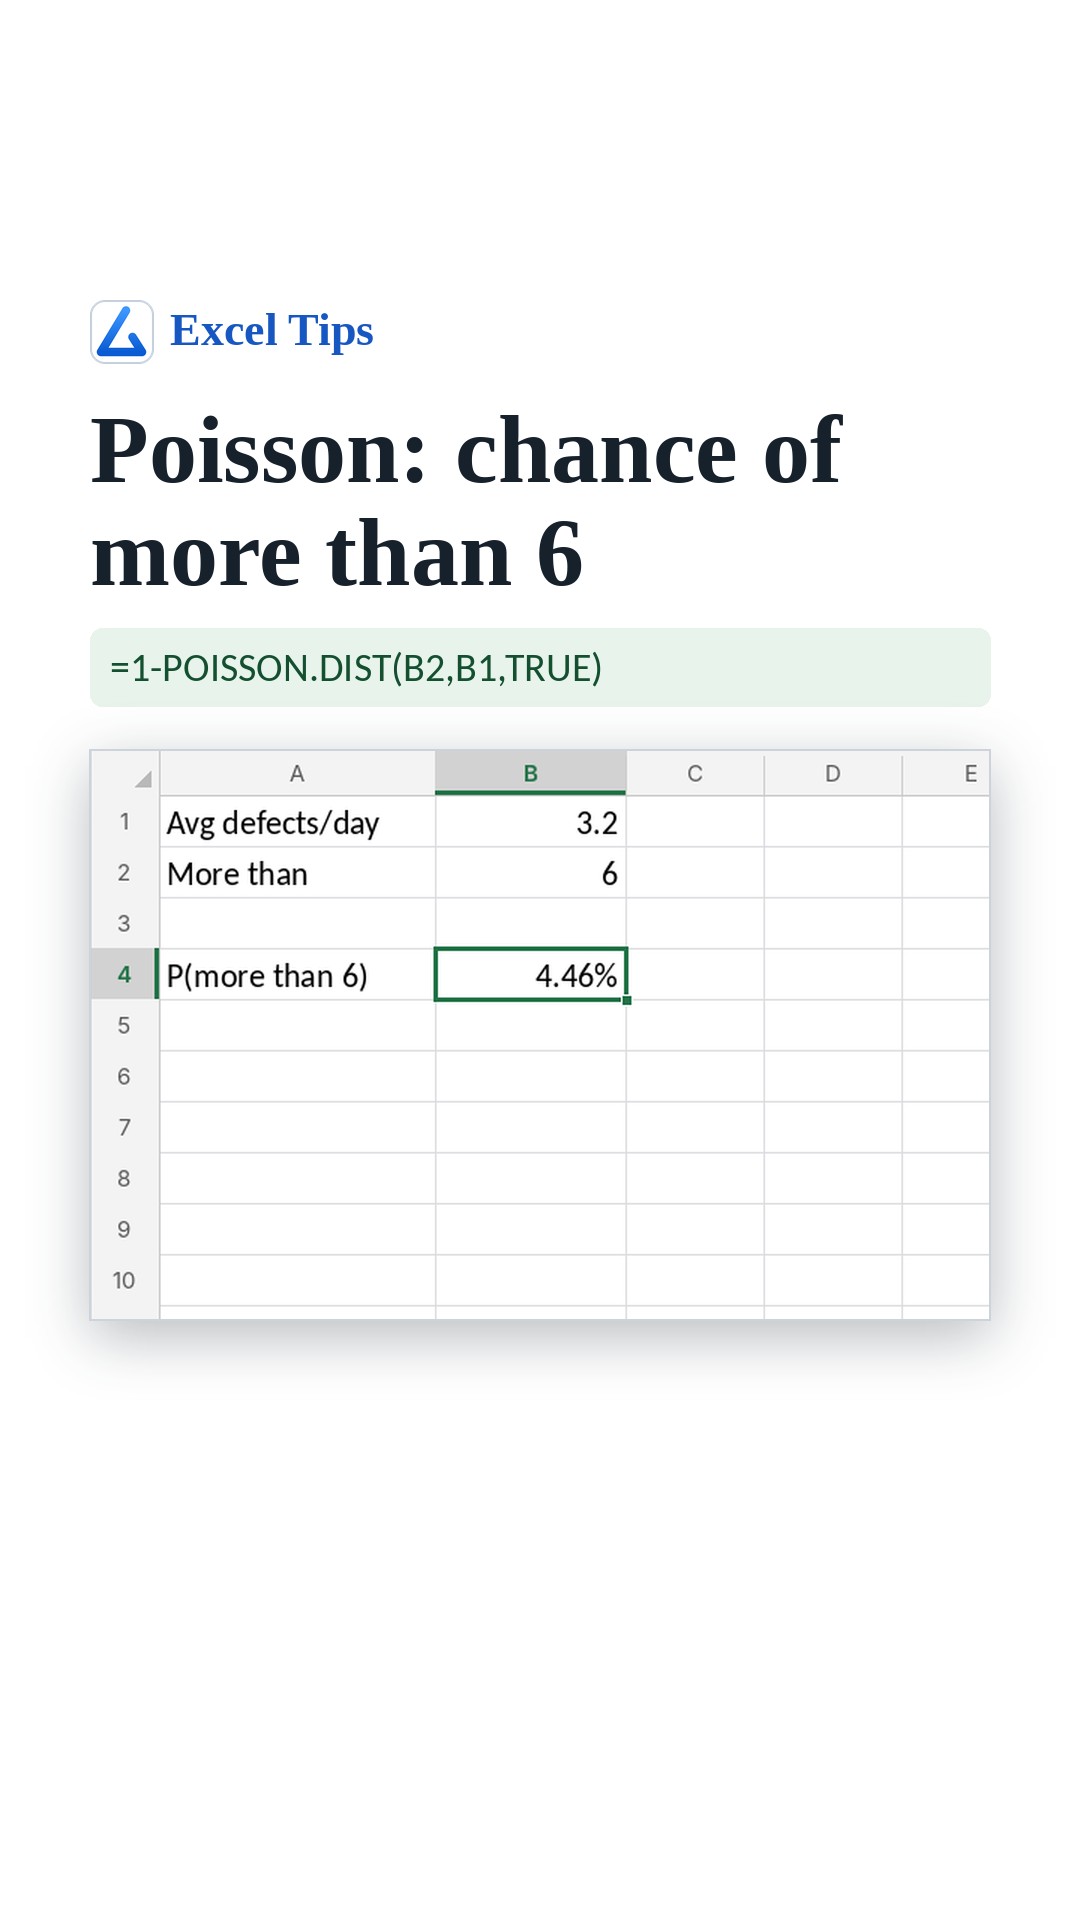 Excel Tips
Poisson: chance of
more than 6
=1-POISSON.DIST(B2,B1,TRUE)
A B C D E
1 Avg defects/day 3.2
2 More than 6
3
4 P(more than 6) 4.46%
5
6
7
8
9
10